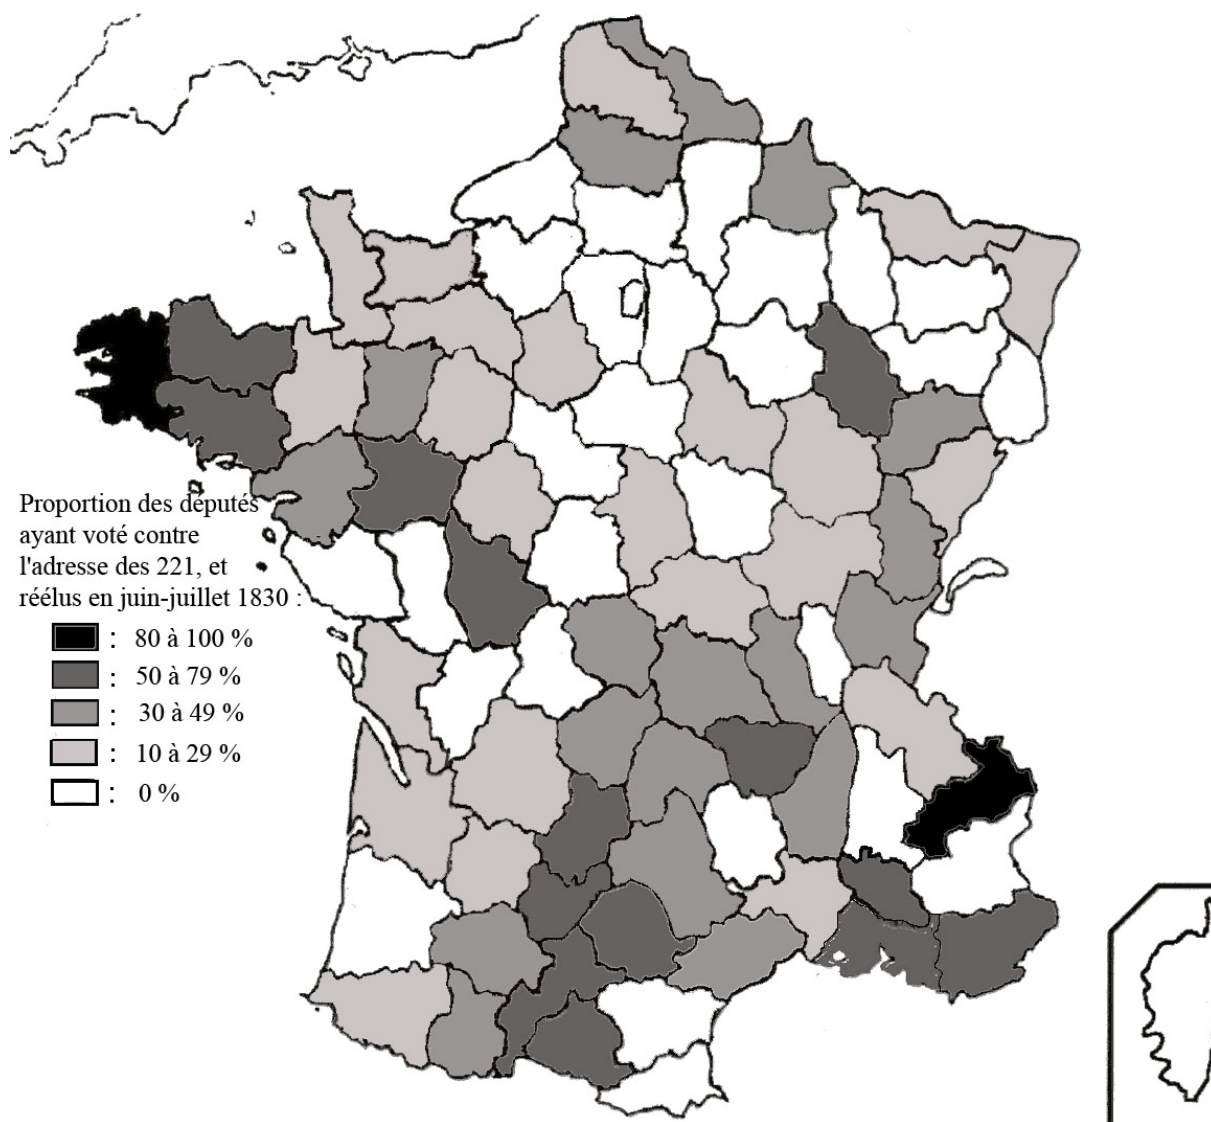 Proportion des députés
ayant voté contre
l'adresse des 221, et
réélus en juin-juillet 1830 :
: 80 à 100 %
: 50 à 79 %
: 30 à 49 %
: 10 à 29 %
: 0 %